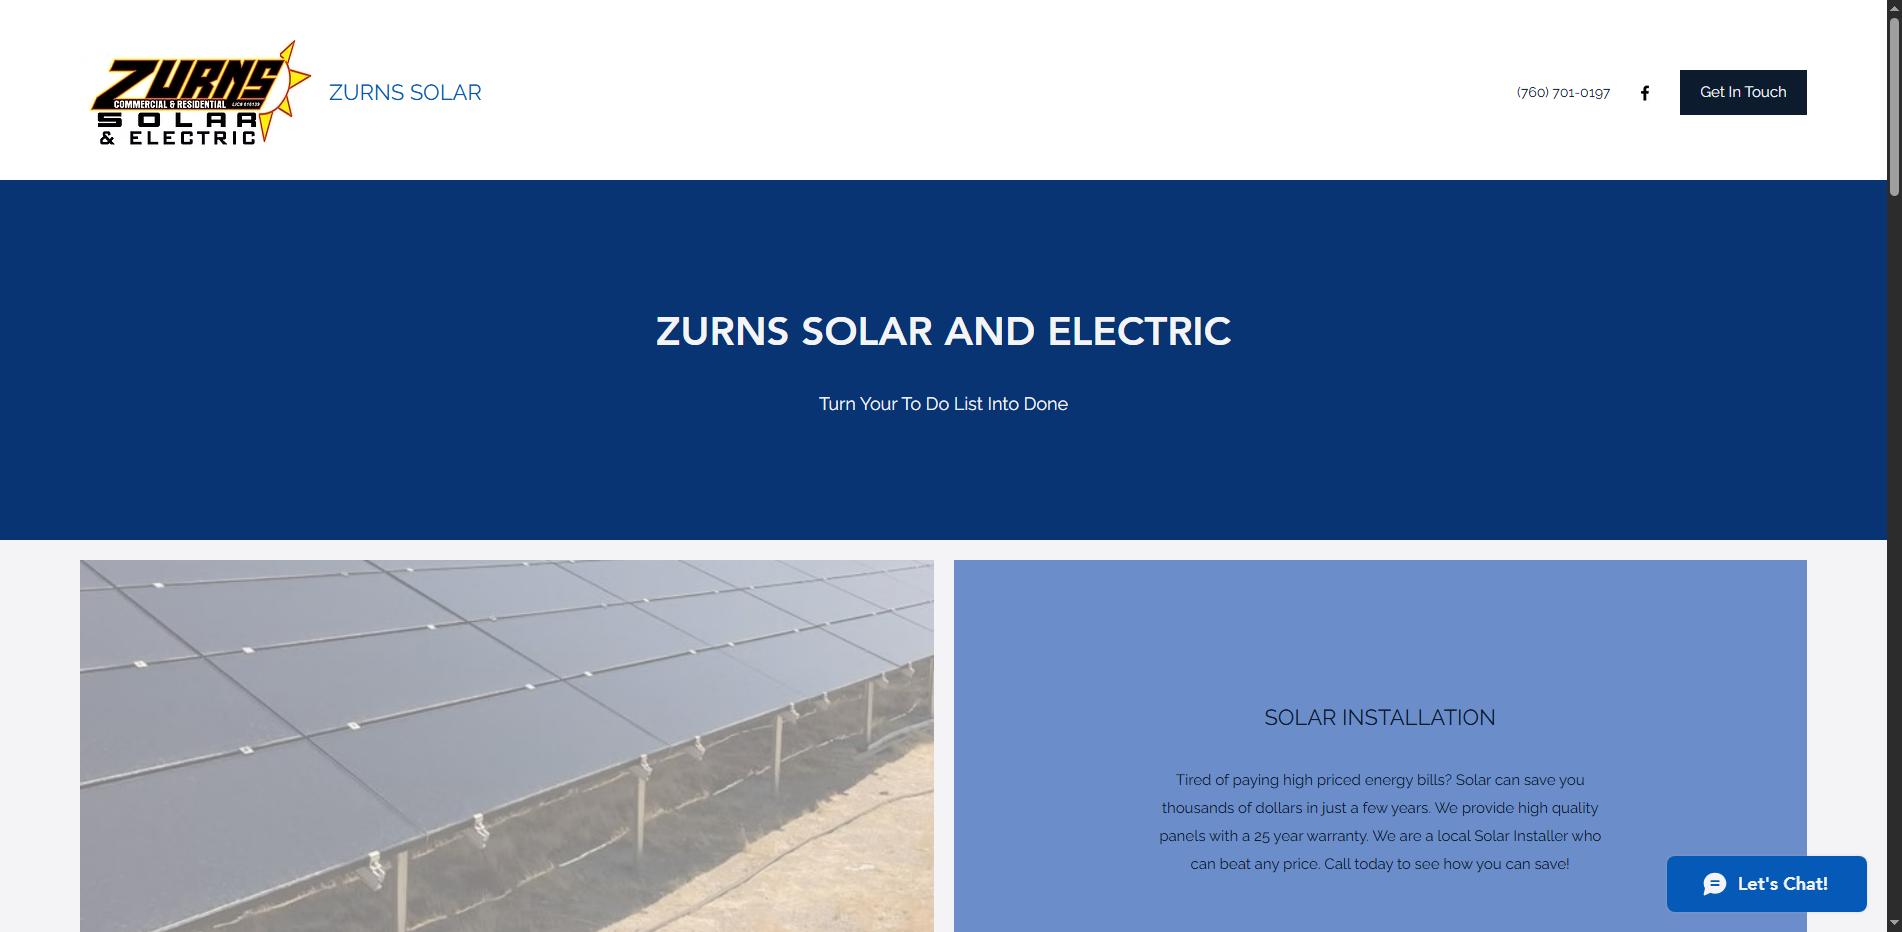 ZURNS
COMMERCIAL & RESIDENTIAL
SOLAR
& ELECTRIC
ZURNS SOLAR
(760) 701-0197
Get In Touch
ZURNS SOLAR AND ELECTRIC
Turn Your To Do List Into Done
SOLAR INSTALLATION
Tired of paying high priced energy bills? Solar can save you
thousands of dollars in just a few years. We provide high quality
panels with a 25 year warranty. We are a local Solar Installer who
can beat any price. Call today to see how you can save!
Let's Chat!